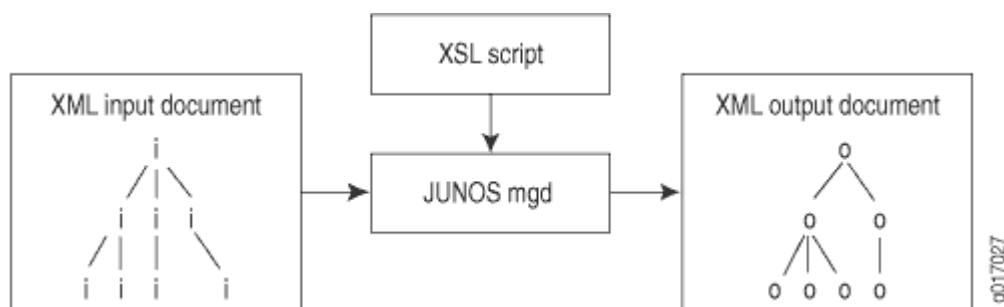 XSL script
XML input document
i
i i i
i i i i
JUNOS mgd
XML output document
o
o o
o o o o
g017027